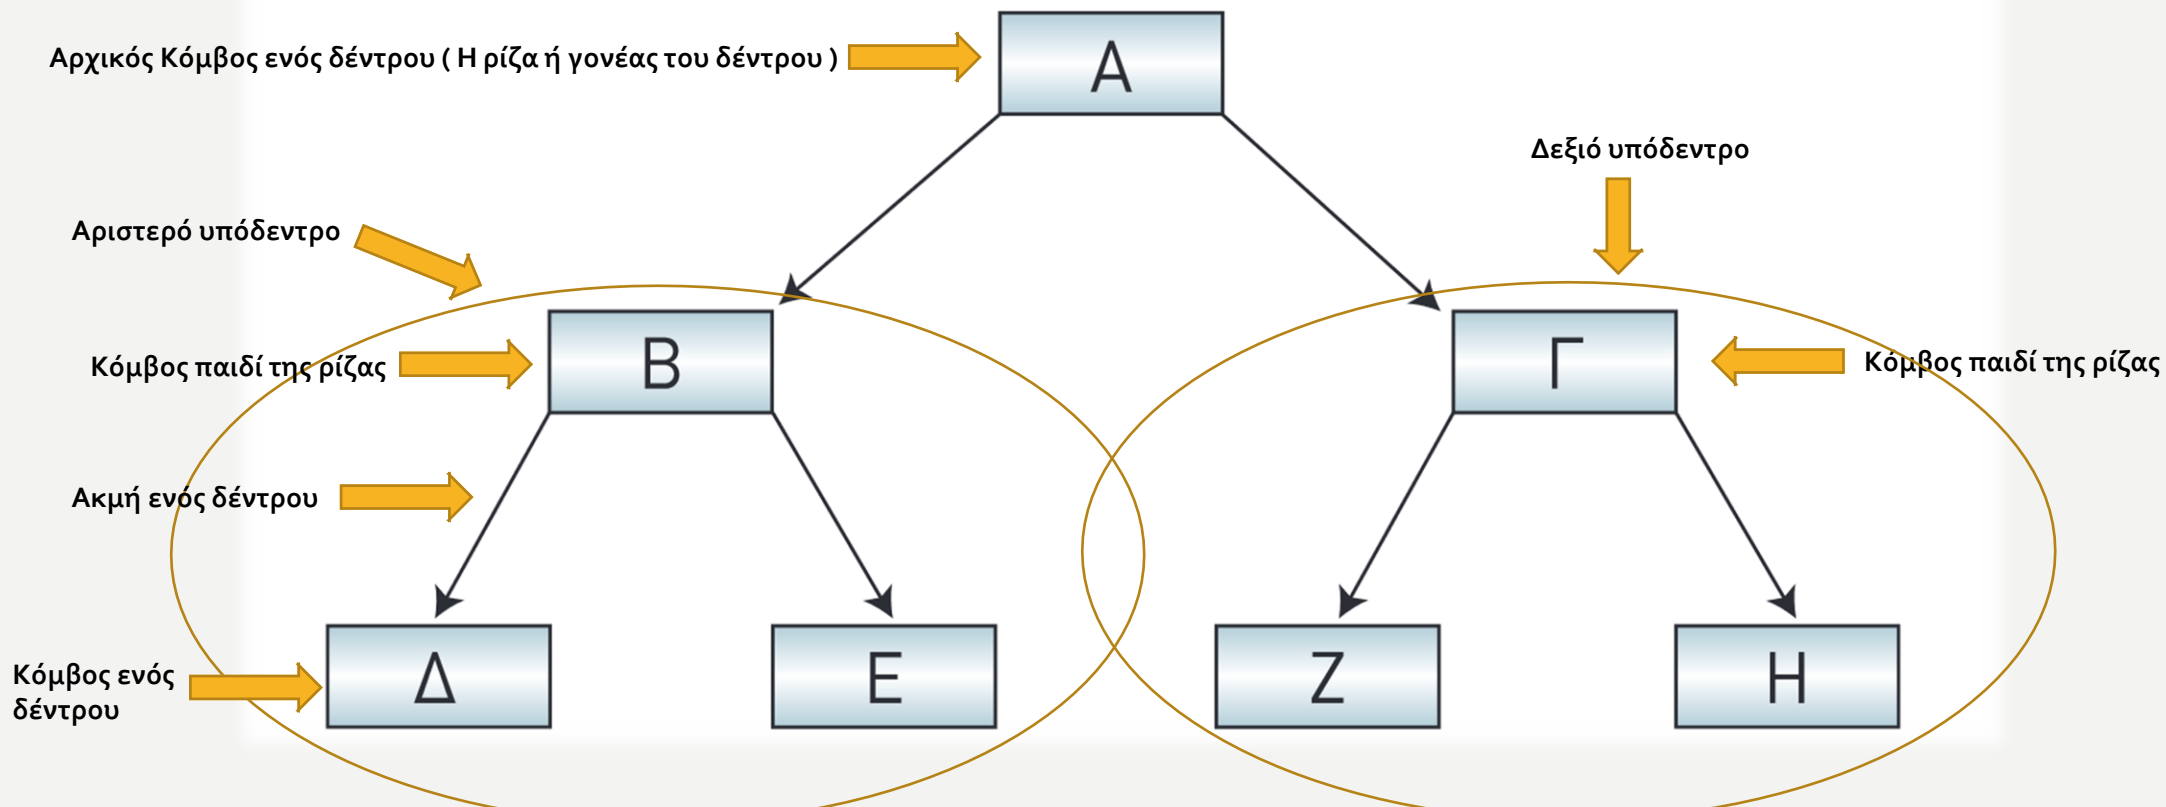 Αρχικός Κόμβος ενός δέντρου ( Η ρίζα ή γονέας του δέντρου )
Α
Δεξιό υπόδεντρο
Αριστερό υπόδεντρο
Κόμβος παιδί της ρίζας
Β
Γ
Κόμβος παιδί της ρίζας
Ακμή ενός δέντρου
Κόμβος ενός
δέντρου
Δ
Ε
Ζ
Η